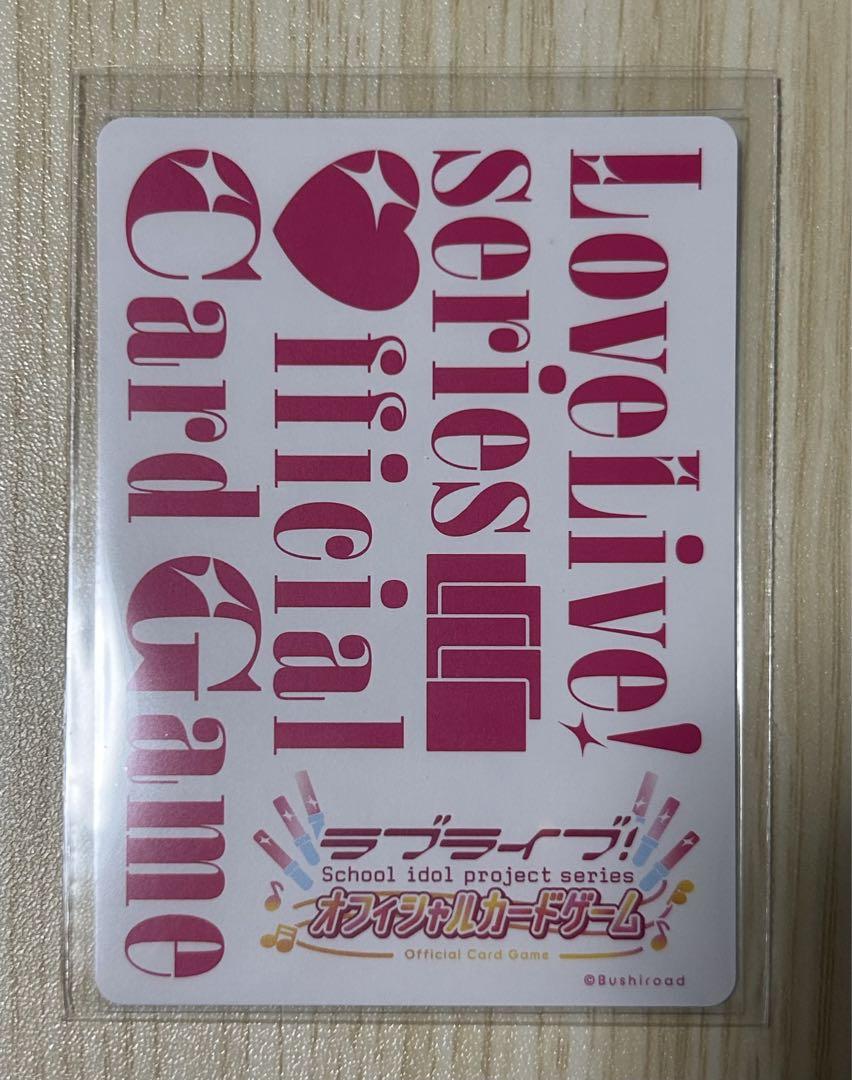 LoveLive!
series
♥fficial
Card Game
ラブライブ!
School idol project series
オフィシャルカードゲーム
Official Card Game
©Bushiroad